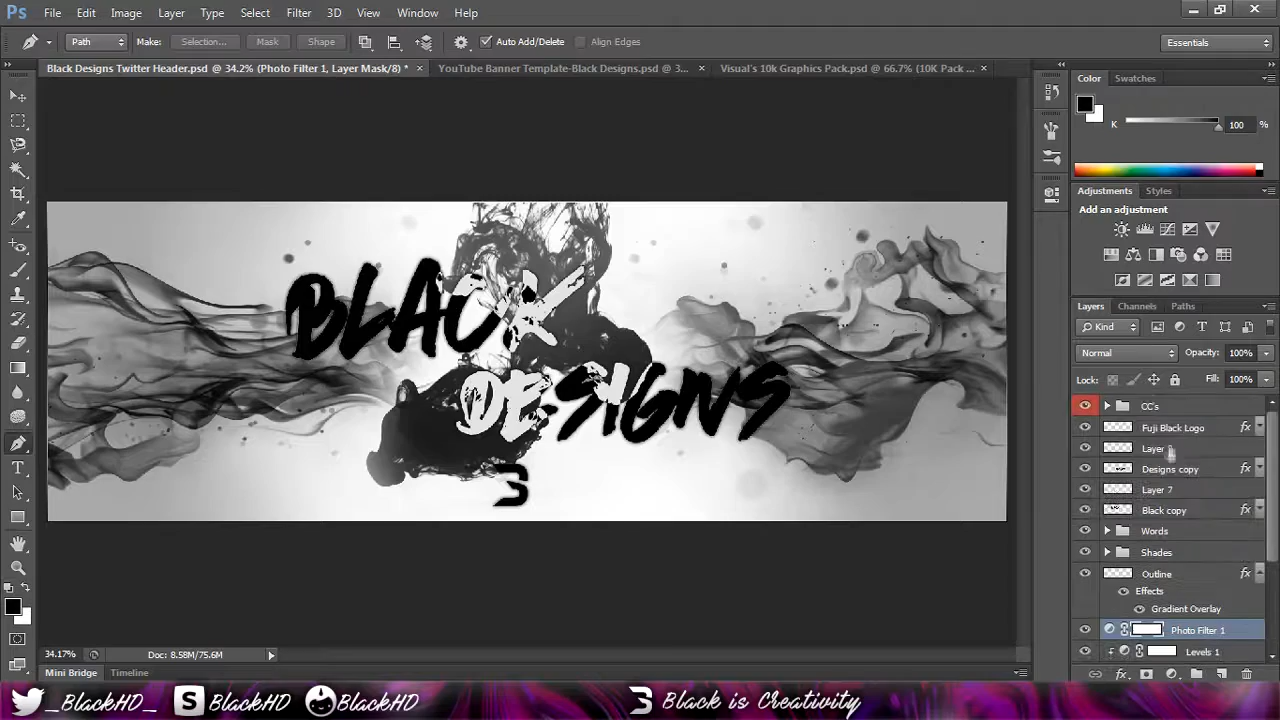 Ps File Edit Image Layer Type Select Filter 3D View Window Help
Path Make: Selection... Mask Shape Auto Add/Delete Align Edges Essentials
Black Designs Twitter Header.psd @ 34.2% (Photo Filter 1, Layer Mask/8) * × YouTube Banner Template-Black Designs.psd @ 3... × Visual's 10k Graphics Pack.psd @ 66.7% (10K Pack ... ×
Color Swatches
K 100 %
Adjustments Styles
Add an adjustment
Layers Channels Paths
Kind
Normal Opacity: 100%
Lock: Fill: 100%
CC's
Fuji Black Logo fx
Layer
Designs copy fx
Layer 7
Black copy fx
Words
Shades
Outline fx
Effects
Gradient Overlay
Photo Filter 1
Levels 1
BLACK
DESIGNS
34.17% Doc: 8.58M/75.6M
Mini Bridge Timeline
_BlackHD_ BlackHD BlackHD Black is Creativity